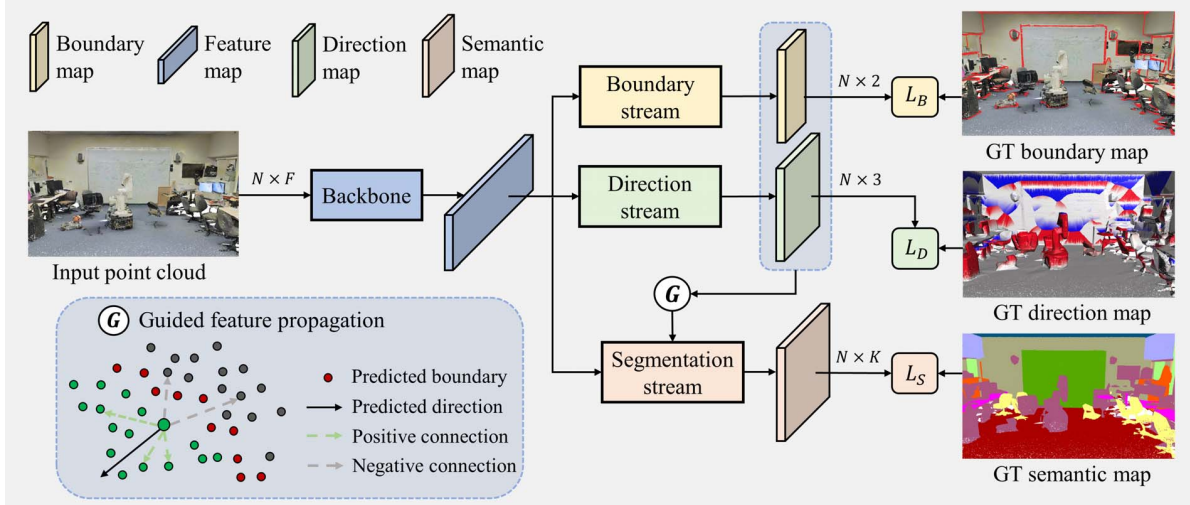 Boundary
map
Feature
map
Direction
map
Semantic
map
Input point cloud
N × F
Backbone
Boundary
stream
Direction
stream
Segmentation
stream
G
N × 2
N × 3
N × K
L_B
L_D
L_S
GT boundary map
GT direction map
GT semantic map
G Guided feature propagation
Predicted boundary
Predicted direction
Positive connection
Negative connection